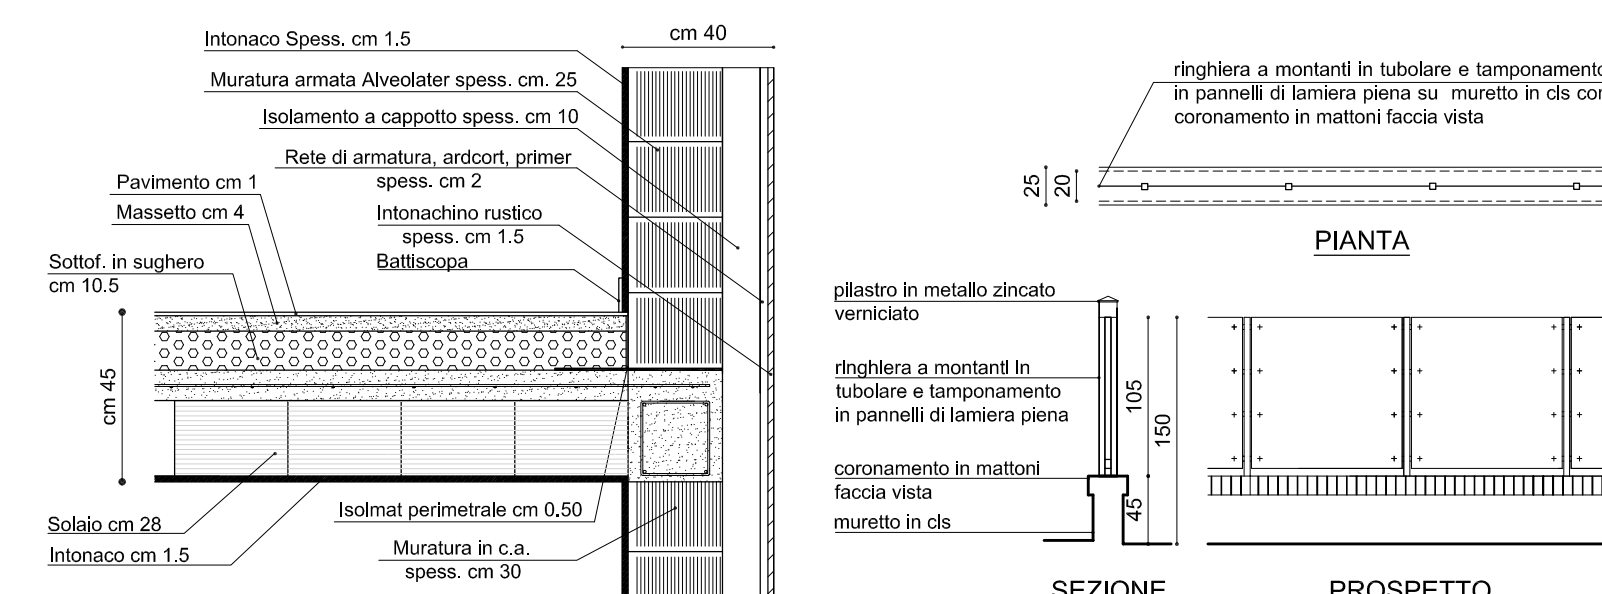 Intonaco Spess. cm 1.5
cm 40
Muratura armata Alveolater spess. cm. 25
Isolamento a cappotto spess. cm 10
Rete di armatura, ardcort, primer
spess. cm 2
Pavimento cm 1
Massetto cm 4
Intonachino rustico
spess. cm 1.5
Battiscopa
Sottof. in sughero
cm 10.5
cm 45
Isolmat perimetrale cm 0.50
Solaio cm 28
Intonaco cm 1.5
Muratura in c.a.
spess. cm 30
ringhiera a montanti in tubolare e tamponamento
in pannelli di lamiera piena su muretto in cls con
coronamento in mattoni faccia vista
25
20
PIANTA
pilastro in metallo zincato
verniciato
ringhiera a montanti in
tubolare e tamponamento
in pannelli di lamiera piena
coronamento in mattoni
faccia vista
muretto in cls
105
150
45
SEZIONE
PROSPETTO